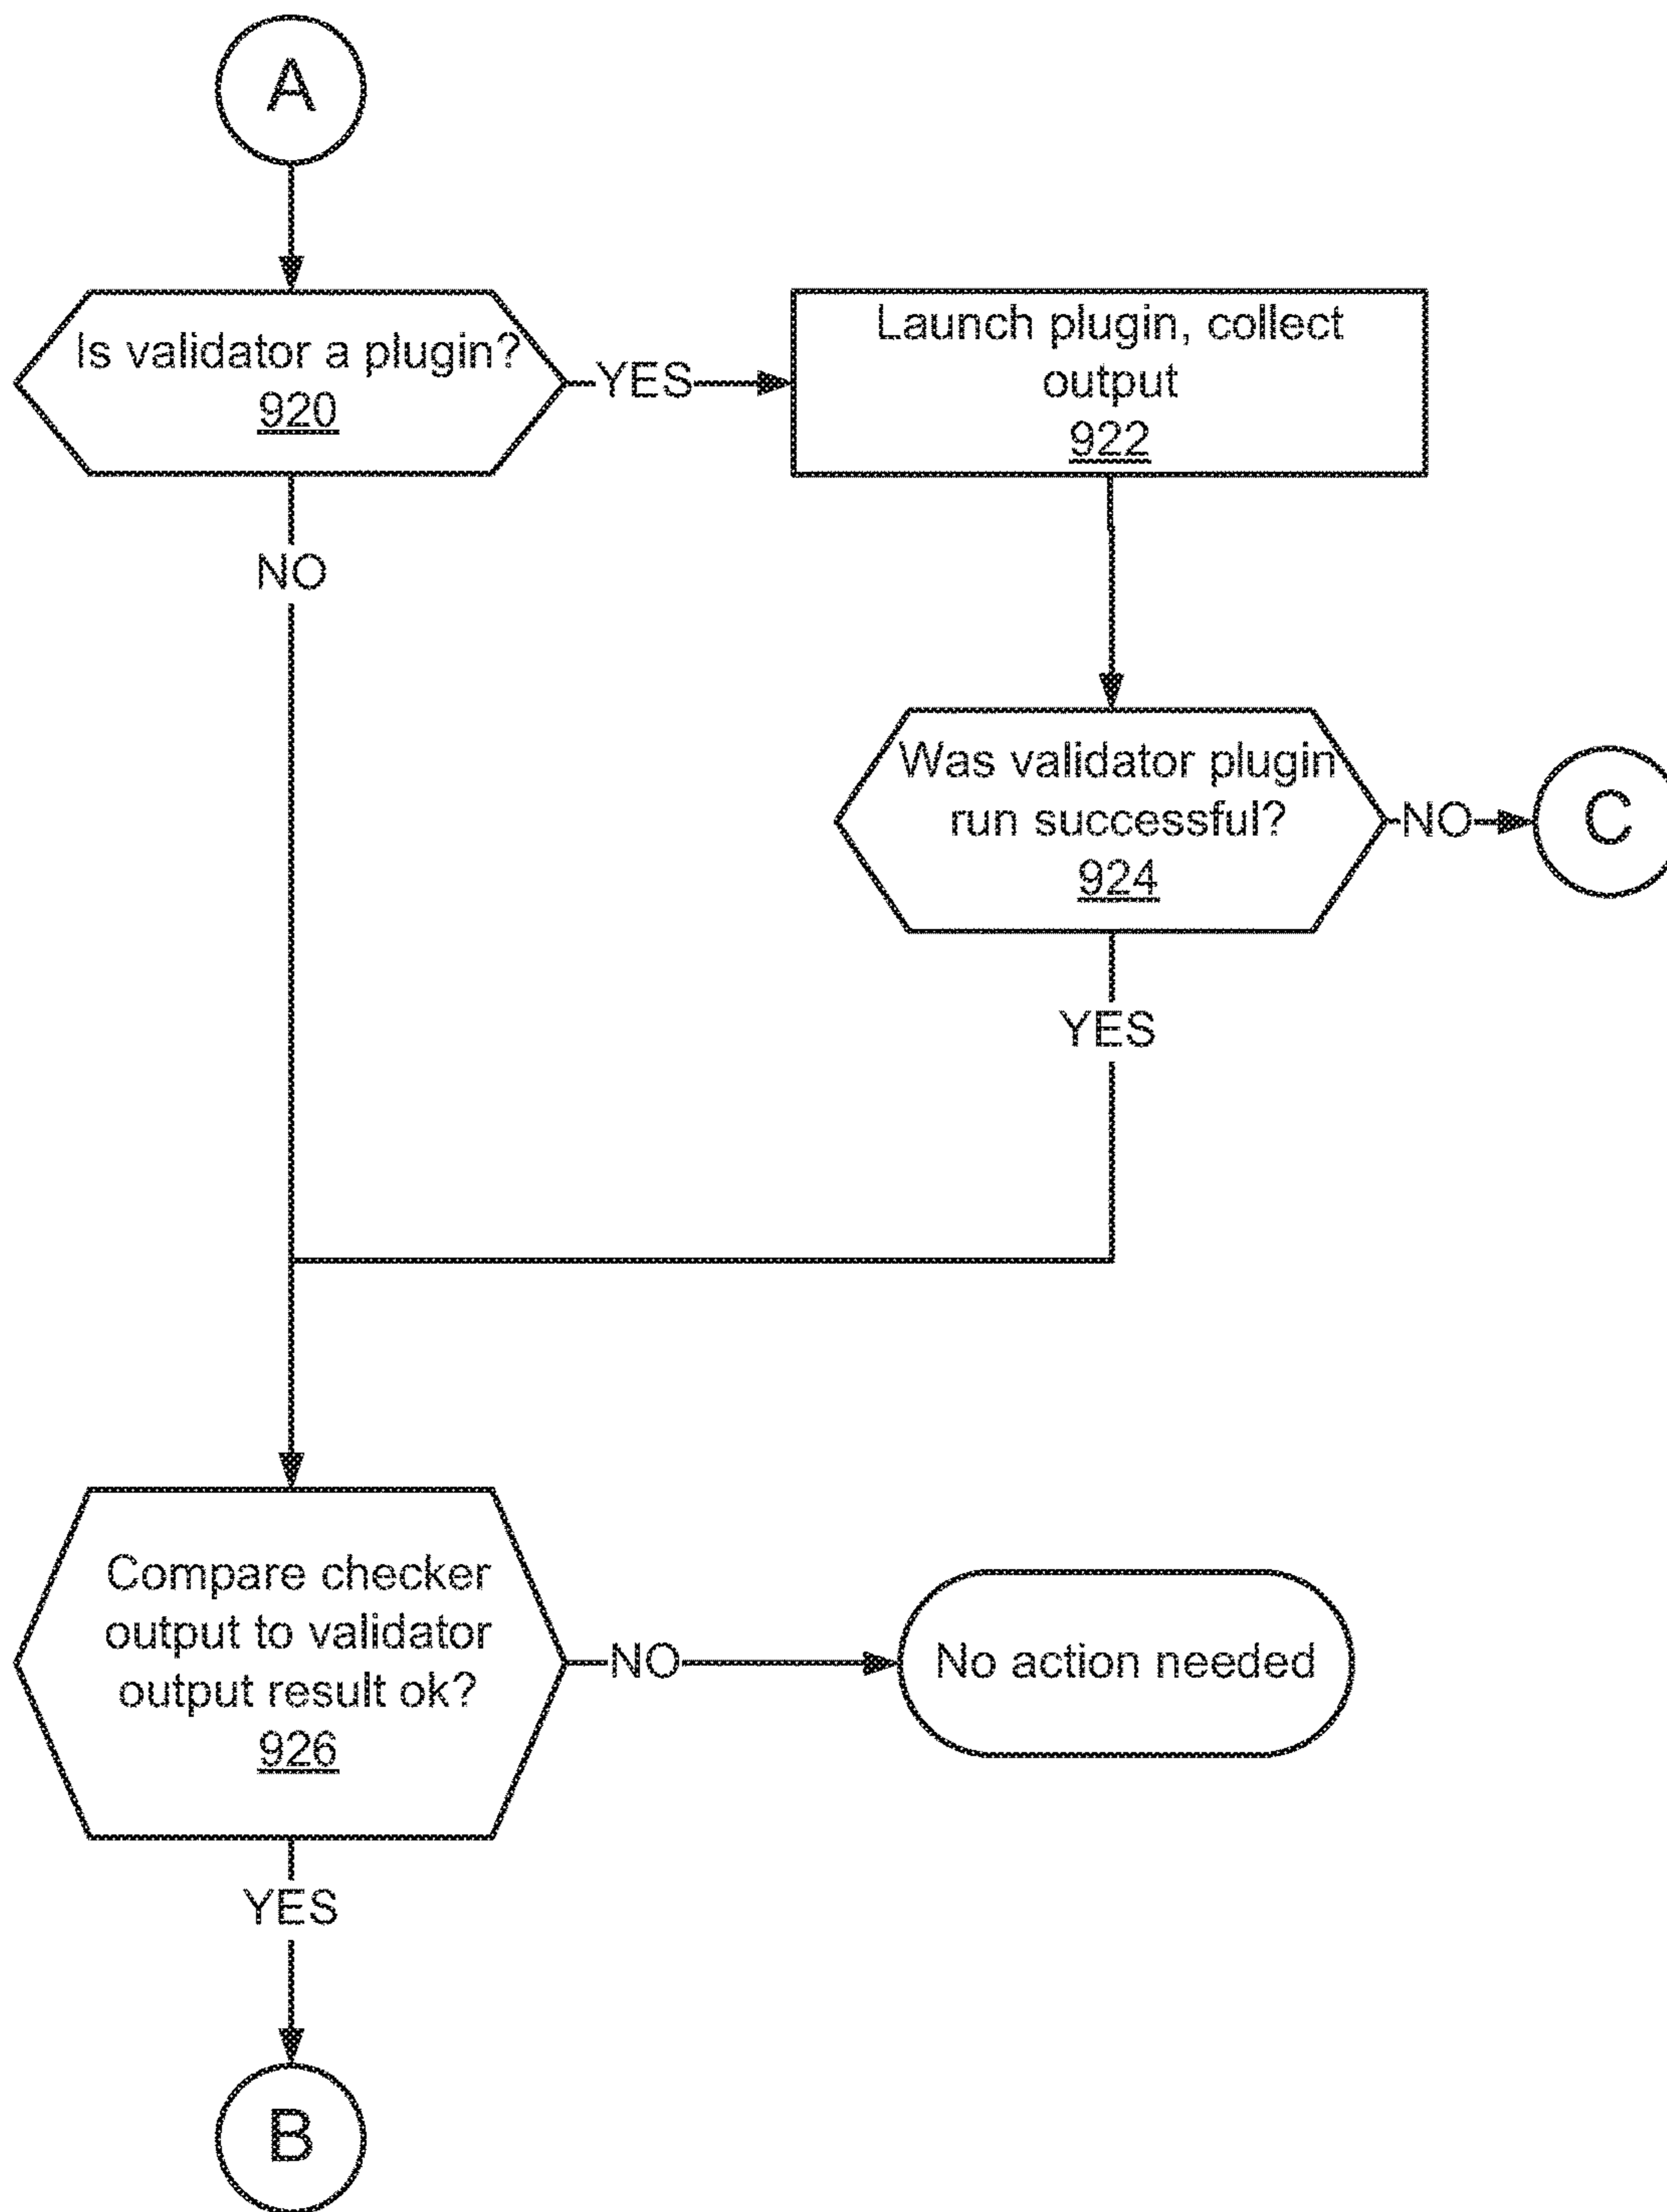 A
Is validator a plugin?
920
YES
Launch plugin, collect
output
922
NO
Was validator plugin
run successful?
924
NO
C
YES
Compare checker
output to validator
output result ok?
926
NO
No action needed
YES
B